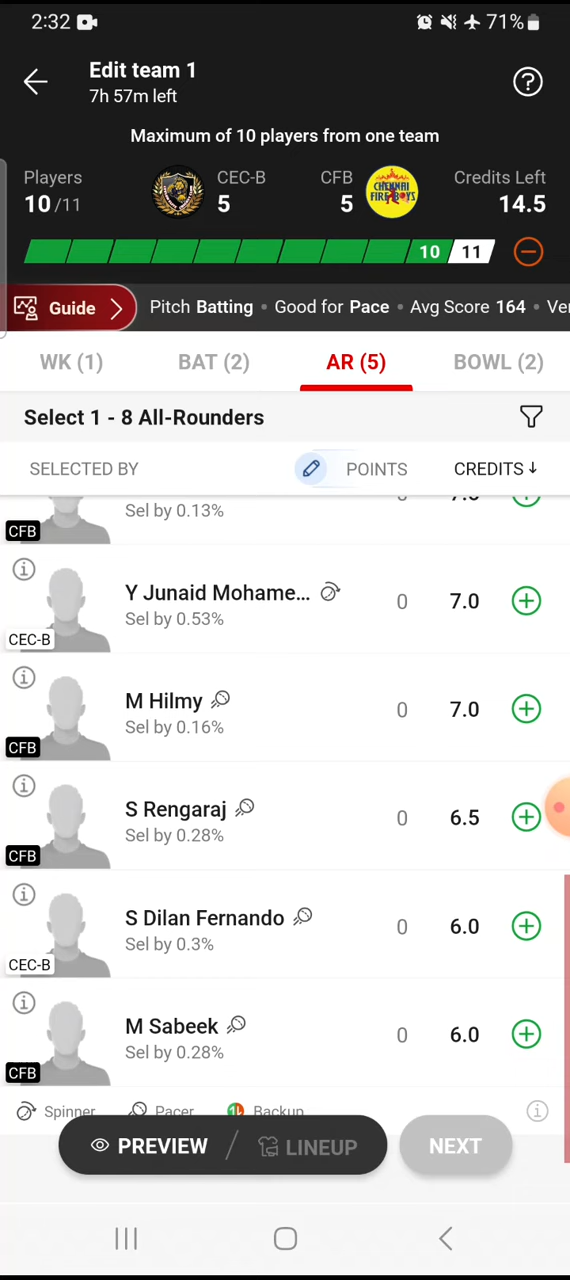 2:32 71%
Edit team 1
7h 57m left
Maximum of 10 players from one team
Players CEC-B CFB Credits Left
10/11 5 5 14.5
CHENNAI
FIRE BOYS
10 11
Guide Pitch Batting • Good for Pace • Avg Score 164 • Ve
WK (1) BAT (2) AR (5) BOWL (2)
Select 1 - 8 All-Rounders
SELECTED BY POINTS CREDITS↓
Sel by 0.13%
CFB
Y Junaid Mohame... 0 7.0
Sel by 0.53%
CEC-B
M Hilmy 0 7.0
Sel by 0.16%
CFB
S Rengaraj 0 6.5
Sel by 0.28%
CFB
S Dilan Fernando 0 6.0
Sel by 0.3%
CEC-B
M Sabeek 0 6.0
Sel by 0.28%
CFB
Spinner Pacer Backup
PREVIEW / LINEUP NEXT